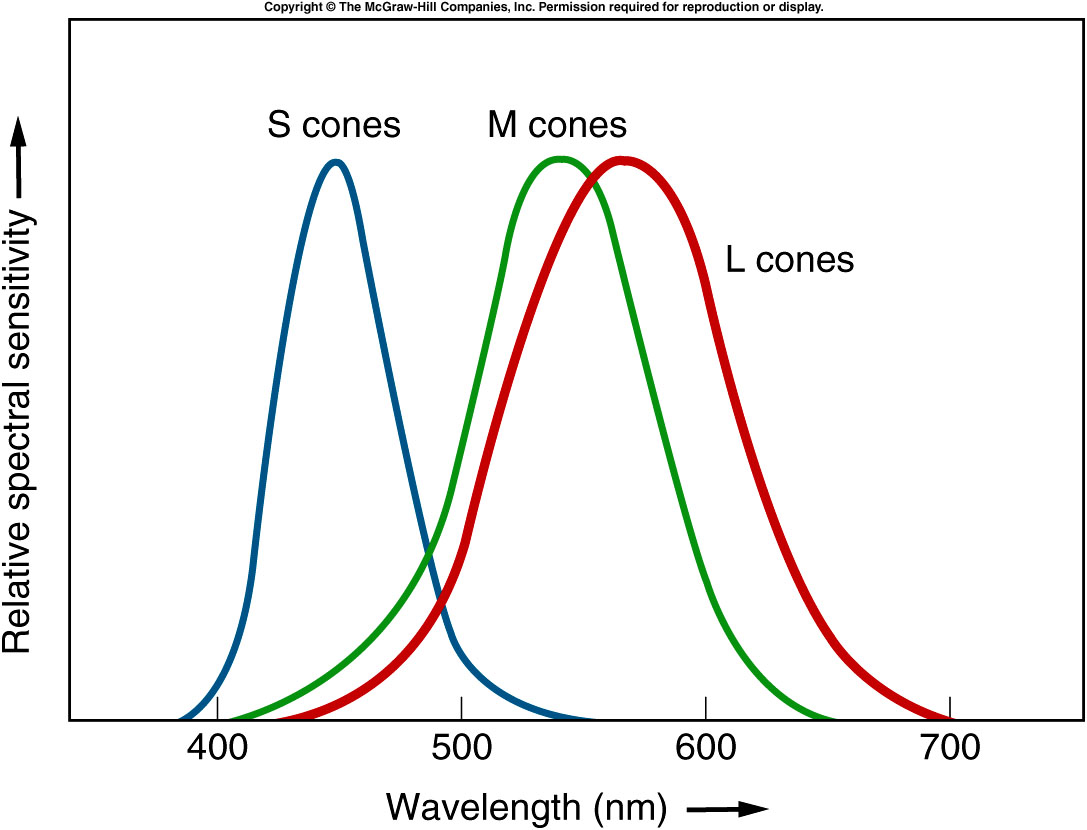 Copyright © The McGraw-Hill Companies, Inc. Permission required for reproduction or display.
S cones
M cones
L cones
Relative spectral sensitivity
400
500
600
700
Wavelength (nm)